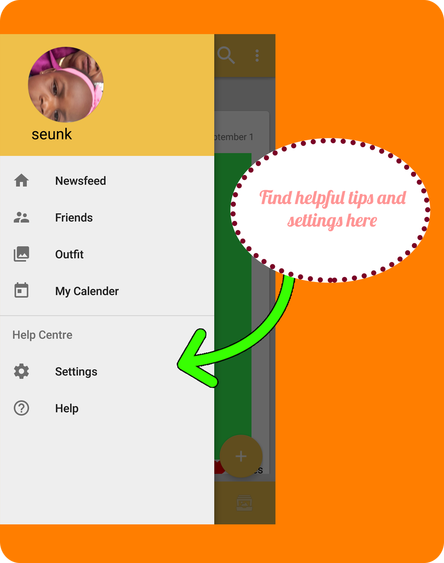 seunk
Newsfeed
Friends
Outfit
My Calender
Help Centre
Settings
Help
ptember 1
Find helpful tips and
settings here